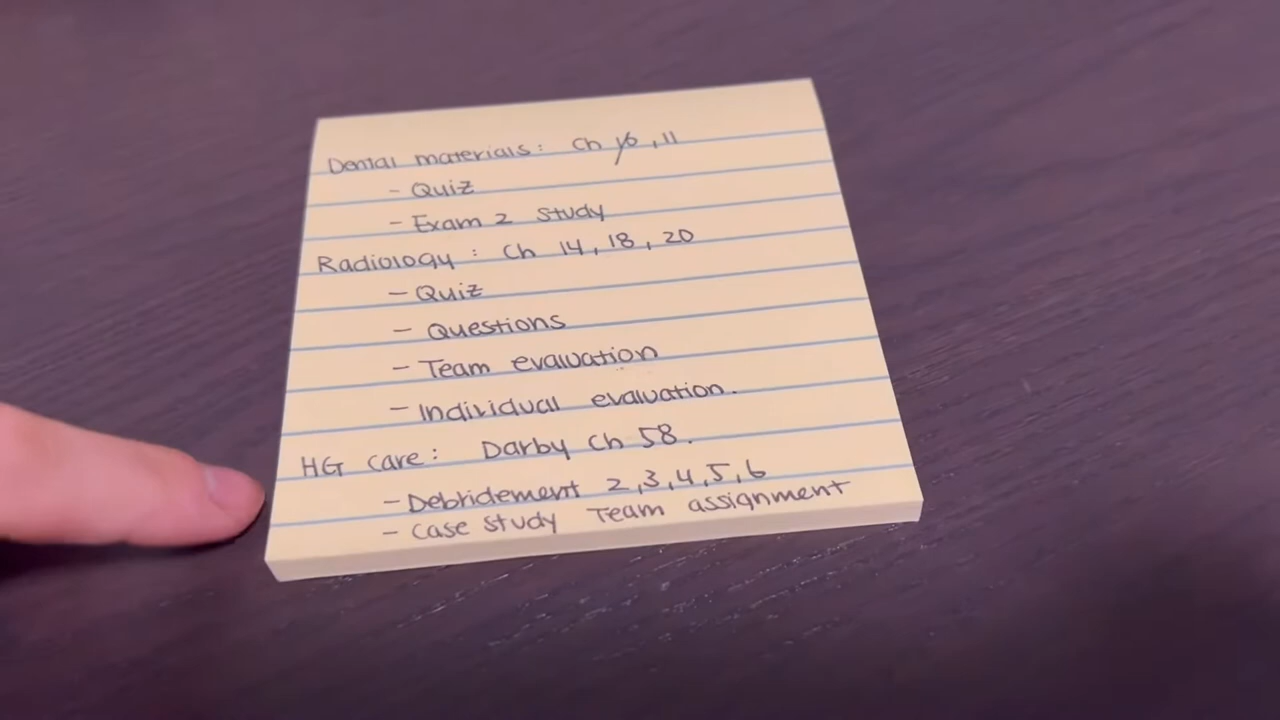 Dental materials: Ch 16, 11
- Quiz
- Exam 2 Study
Radiology: Ch 14, 18, 20
- Quiz
- Questions
- Team evaluation
- Individual evaluation.
HG care: Darby Ch 58.
- Debridement 2,3,4,5,6
- Case study Team assignment